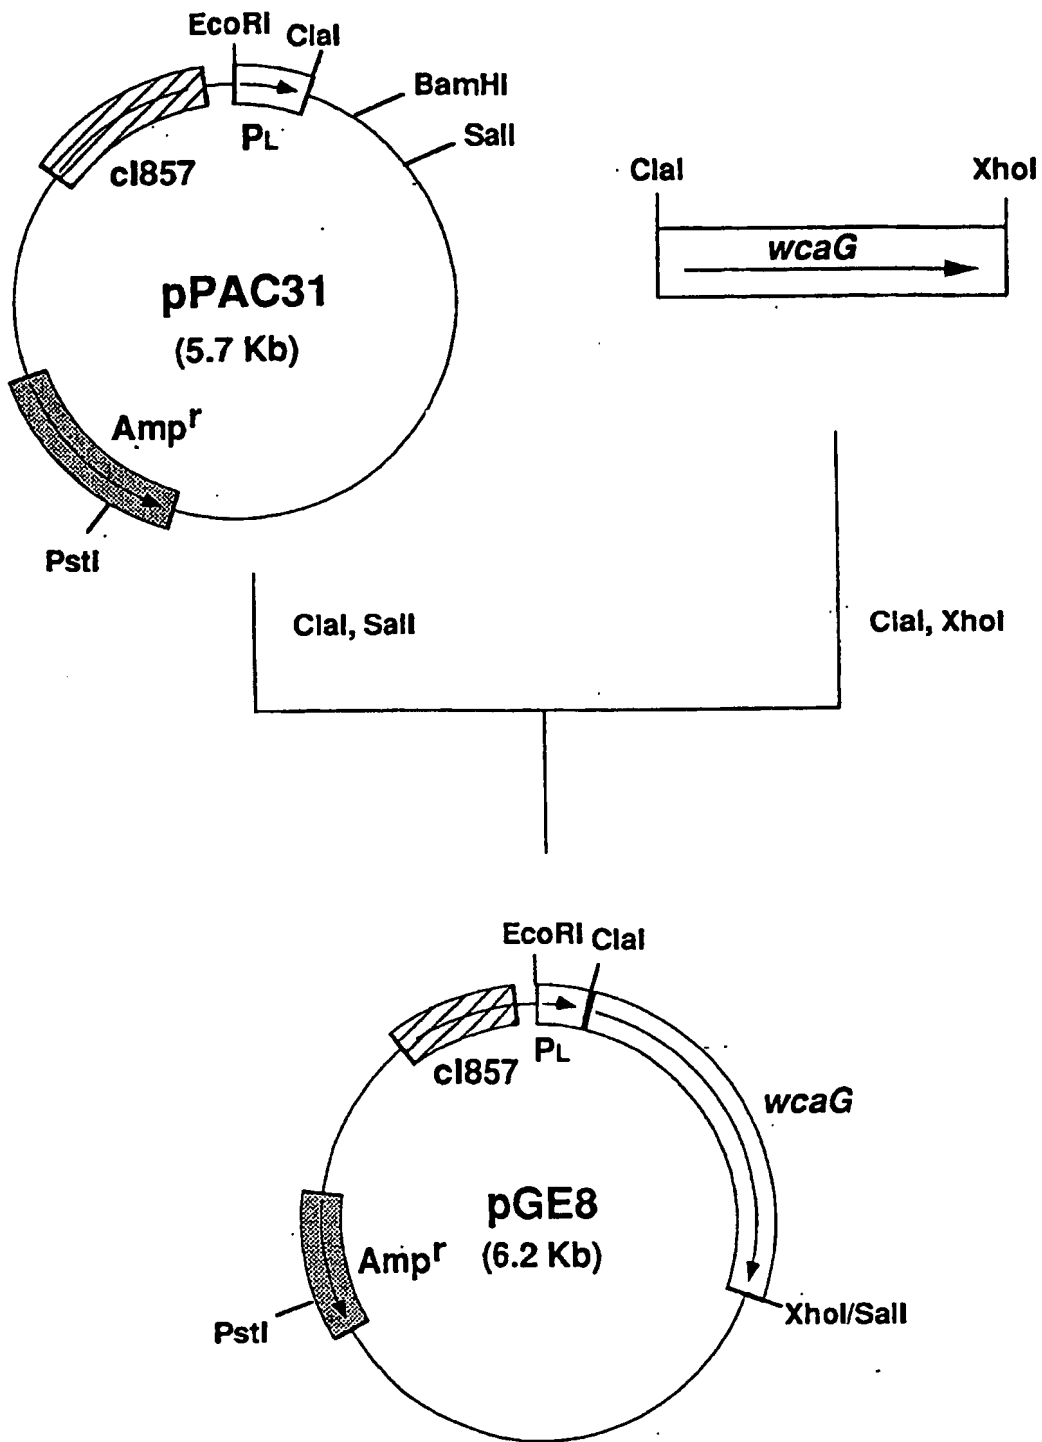 EcoRI
ClaI
BamHI
SalI
PL
cI857
pPAC31
(5.7 Kb)
Ampr
PstI
ClaI
XhoI
wcaG
ClaI, SalI
ClaI, XhoI
EcoRI
ClaI
PL
cI857
wcaG
pGE8
(6.2 Kb)
Ampr
PstI
XhoI/SalI